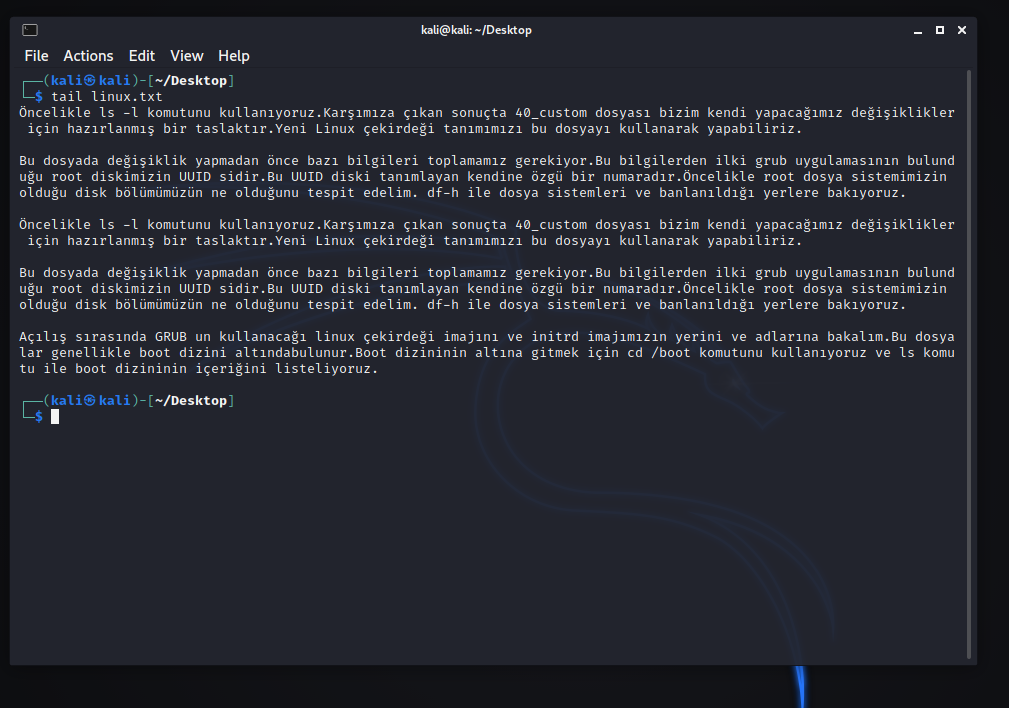 kali@kali: ~/Desktop
File Actions Edit View Help
┌──(kali㉿kali)-[~/Desktop]
└─$ tail linux.txt
Öncelikle ls -l komutunu kullanıyoruz.Karşımıza çıkan sonuçta 40_custom dosyası bizim kendi yapacağımız değişiklikler
için hazırlanmış bir taslaktır.Yeni Linux çekirdeği tanımımızı bu dosyayı kullanarak yapabiliriz.
Bu dosyada değişiklik yapmadan önce bazı bilgileri toplamamız gerekiyor.Bu bilgilerden ilki grub uygulamasının bulund
uğu root diskimizin UUID sidir.Bu UUID diski tanımlayan kendine özgü bir numaradır.Öncelikle root dosya sistemimizin
olduğu disk bölümümüzün ne olduğunu tespit edelim. df-h ile dosya sistemleri ve banlanıldığı yerlere bakıyoruz.
Öncelikle ls -l komutunu kullanıyoruz.Karşımıza çıkan sonuçta 40_custom dosyası bizim kendi yapacağımız değişiklikler
için hazırlanmış bir taslaktır.Yeni Linux çekirdeği tanımımızı bu dosyayı kullanarak yapabiliriz.
Bu dosyada değişiklik yapmadan önce bazı bilgileri toplamamız gerekiyor.Bu bilgilerden ilki grub uygulamasının bulund
uğu root diskimizin UUID sidir.Bu UUID diski tanımlayan kendine özgü bir numaradır.Öncelikle root dosya sistemimizin
olduğu disk bölümümüzün ne olduğunu tespit edelim. df-h ile dosya sistemleri ve banlanıldığı yerlere bakıyoruz.
Açılış sırasında GRUB un kullanacağı linux çekirdeği imajını ve initrd imajımızın yerini ve adlarına bakalım.Bu dosya
lar genellikle boot dizini altındabulunur.Boot dizininin altına gitmek için cd /boot komutunu kullanıyoruz ve ls komu
tu ile boot dizininin içeriğini listeliyoruz.
┌──(kali㉿kali)-[~/Desktop]
└─$